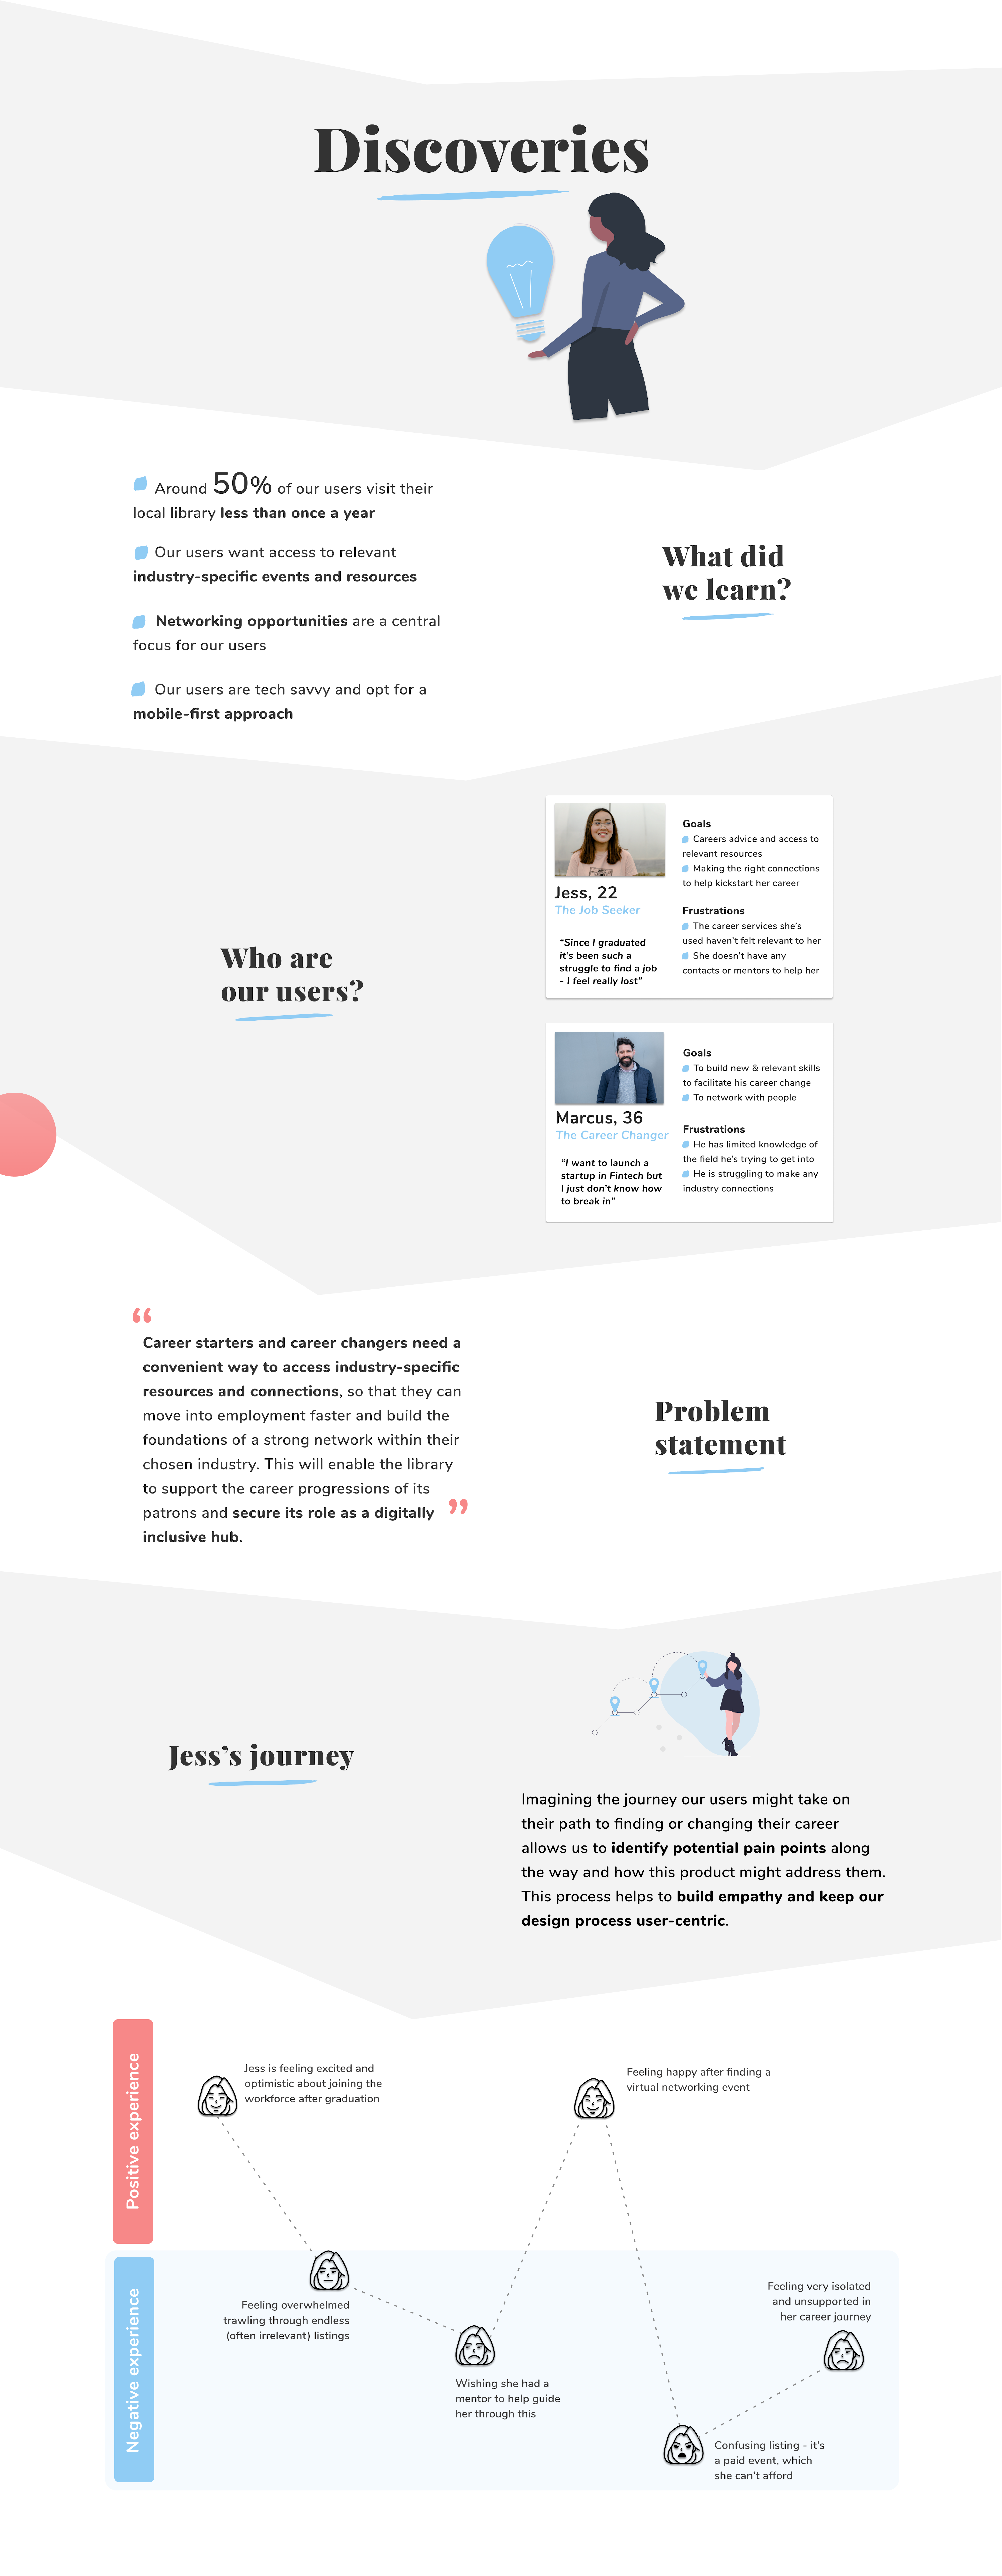 Discoveries
Around 50% of our users visit their
local library less than once a year
Our users want access to relevant
industry-specific events and resources
Networking opportunities are a central
focus for our users
Our users are tech savvy and opt for a
mobile-first approach
What did
we learn?
Who are
our users?
Jess, 22
The Job Seeker
“Since I graduated
it’s been such a
struggle to find a job
- I feel really lost”
Goals
Careers advice and access to
relevant resources
Making the right connections
to help kickstart her career
Frustrations
The career services she’s
used haven’t felt relevant to her
She doesn’t have any
contacts or mentors to help her
Marcus, 36
The Career Changer
“I want to launch a
startup in Fintech but
I just don’t know how
to break in”
Goals
To build new & relevant skills
to facilitate his career change
To network with people
Frustrations
He has limited knowledge of
the field he’s trying to get into
He is struggling to make any
industry connections
“
Career starters and career changers need a
convenient way to access industry-specific
resources and connections, so that they can
move into employment faster and build the
foundations of a strong network within their
chosen industry. This will enable the library
to support the career progressions of its
patrons and secure its role as a digitally ”
inclusive hub.
Problem
statement
Jess’s journey
Imagining the journey our users might take on
their path to finding or changing their career
allows us to identify potential pain points along
the way and how this product might address them.
This process helps to build empathy and keep our
design process user-centric.
Positive experience
Jess is feeling excited and
optimistic about joining the
workforce after graduation
Feeling happy after finding a
virtual networking event
Negative experience
Feeling overwhelmed
trawling through endless
(often irrelevant) listings
Wishing she had a
mentor to help guide
her through this
Feeling very isolated
and unsupported in
her career journey
Confusing listing - it’s
a paid event, which
she can’t afford